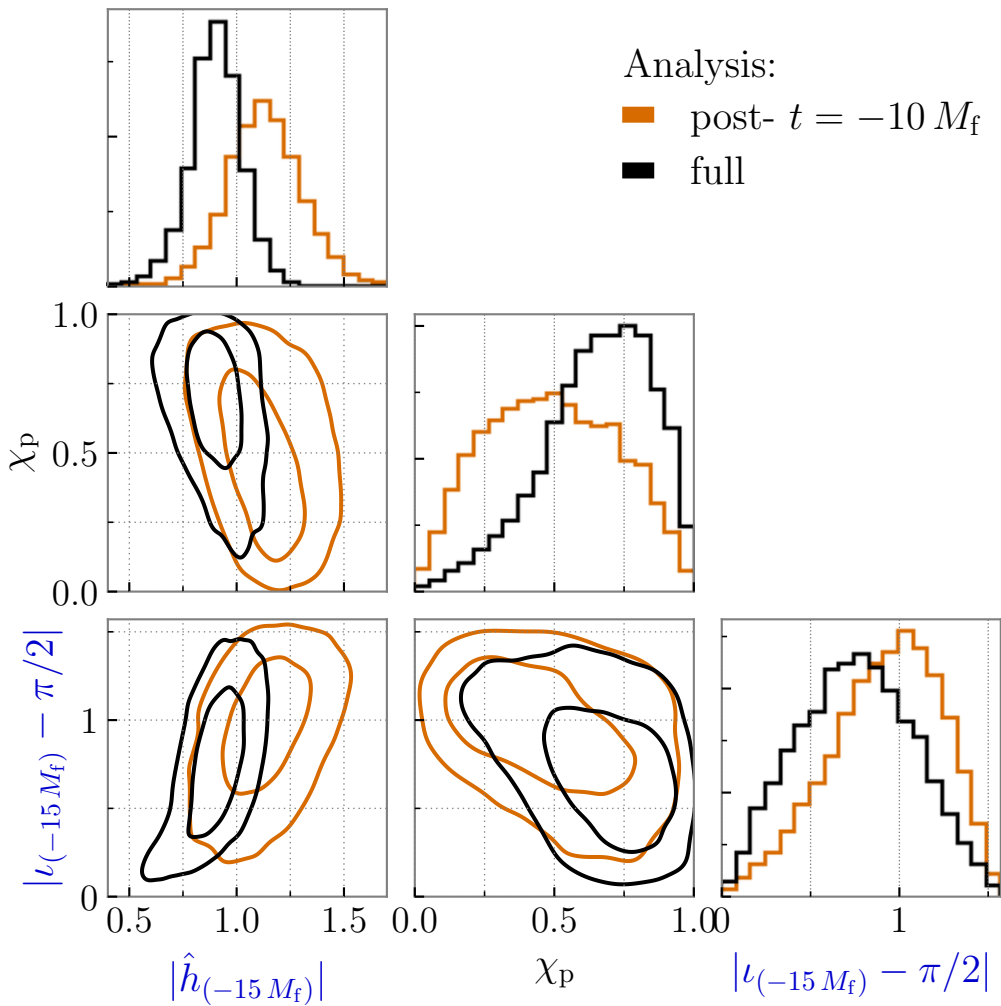 Analysis:
post- t = −10 M_f
full
1.0
χ_p
0.5
0.0
|ι_(−15 M_f) − π/2|
1
0
0.5 1.0 1.5
0.0 0.5 1.0
0 1
|ĥ_(−15 M_f)|
χ_p
|ι_(−15 M_f) − π/2|